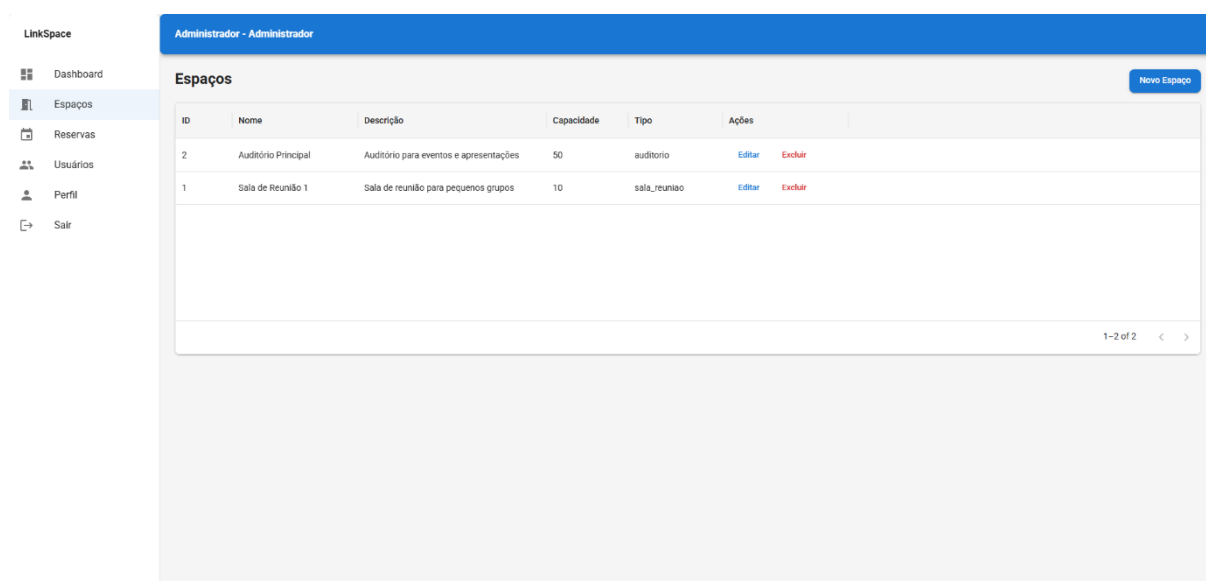 LinkSpace
Administrador - Administrador
Dashboard
Espaços
Reservas
Usuários
Perfil
Sair
Espaços
Novo Espaço
ID Nome Descrição Capacidade Tipo Ações
2 Auditório Principal Auditório para eventos e apresentações 50 auditorio Editar Excluir
1 Sala de Reunião 1 Sala de reunião para pequenos grupos 10 sala_reuniao Editar Excluir
1–2 of 2